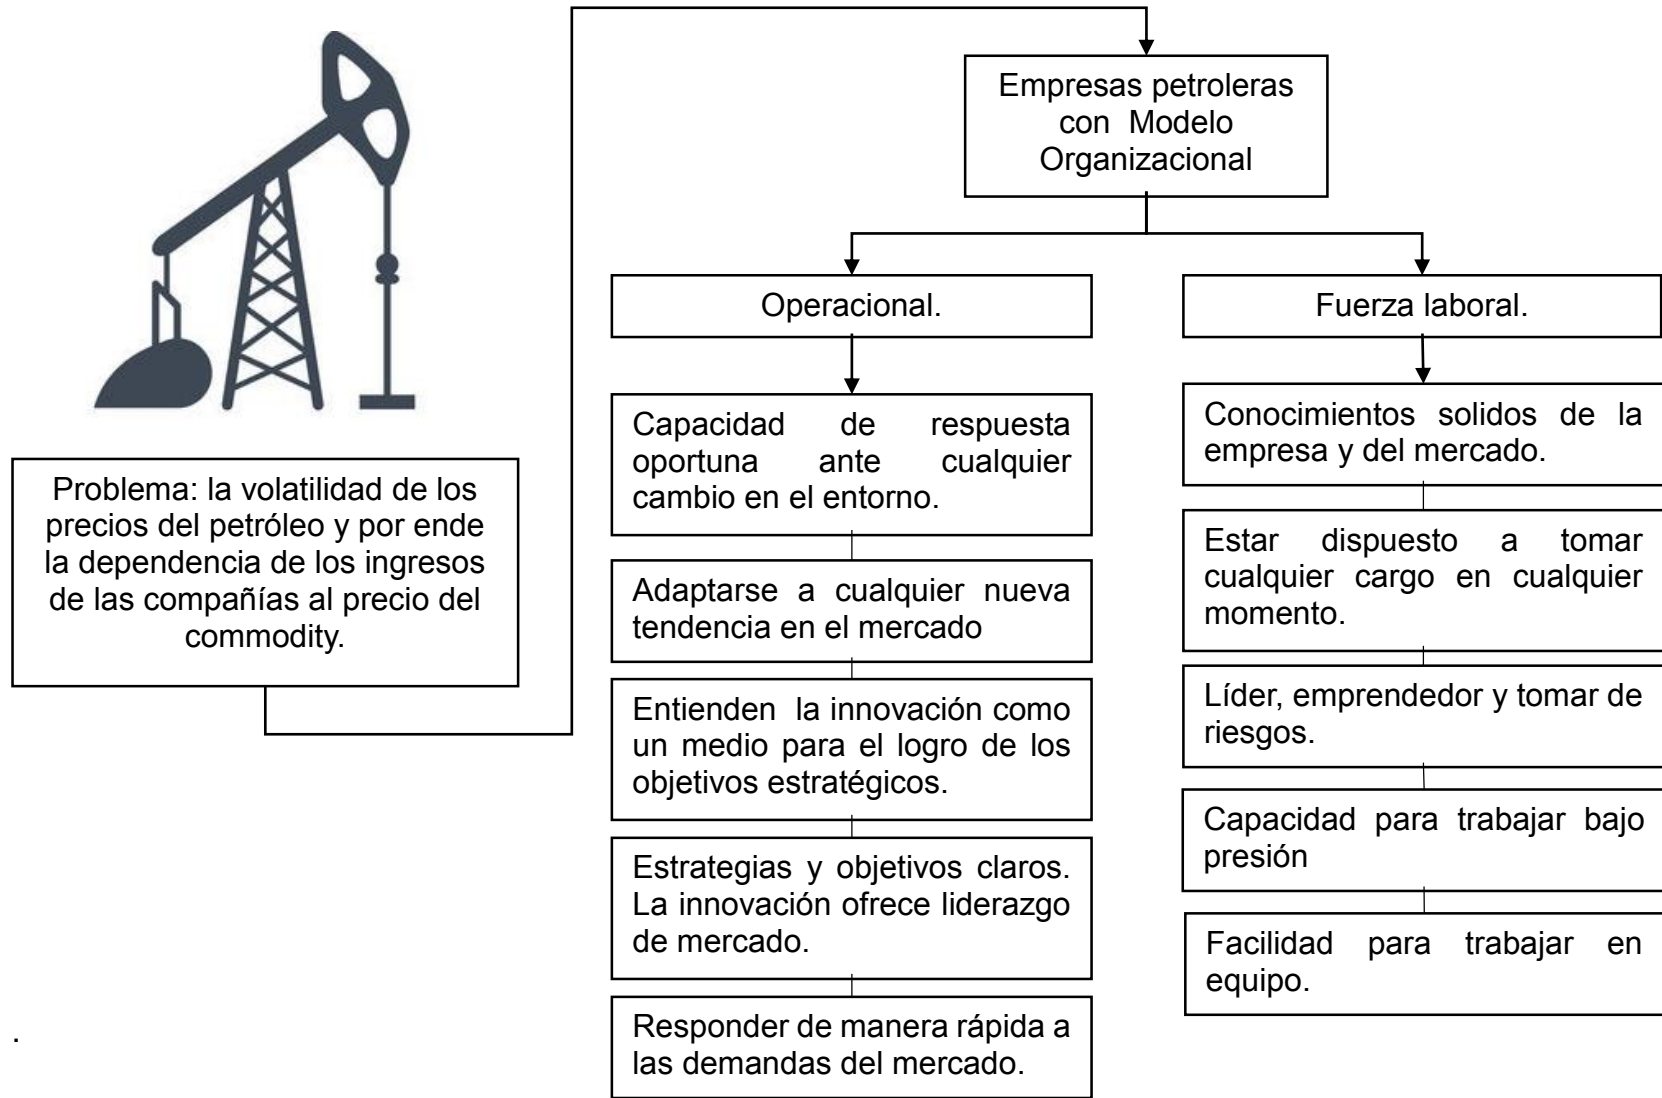 Empresas petroleras
con Modelo
Organizacional
Problema: la volatilidad de los
precios del petróleo y por ende
la dependencia de los ingresos
de las compañías al precio del
commodity.
Operacional.
Capacidad de respuesta
oportuna ante cualquier
cambio en el entorno.
Adaptarse a cualquier nueva
tendencia en el mercado
Entienden la innovación como
un medio para el logro de los
objetivos estratégicos.
Estrategias y objetivos claros.
La innovación ofrece liderazgo
de mercado.
Responder de manera rápida a
las demandas del mercado.
Fuerza laboral.
Conocimientos solidos de la
empresa y del mercado.
Estar dispuesto a tomar
cualquier cargo en cualquier
momento.
Líder, emprendedor y tomar de
riesgos.
Capacidad para trabajar bajo
presión
Facilidad para trabajar en
equipo.
.